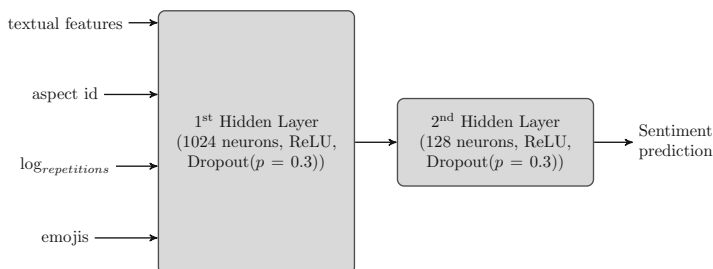 textual features
aspect id
log_repetitions
emojis
1st Hidden Layer
(1024 neurons, ReLU,
Dropout(p = 0.3))
2nd Hidden Layer
(128 neurons, ReLU,
Dropout(p = 0.3))
Sentiment
prediction